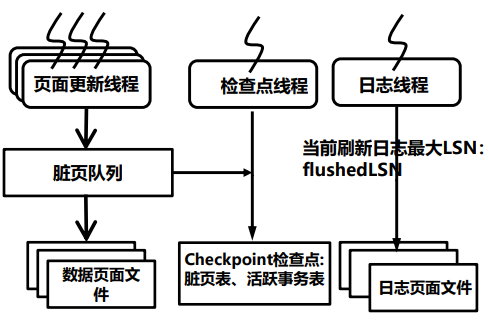 页面更新线程
检查点线程
日志线程
当前刷新日志最大LSN：
flushedLSN
脏页队列
数据页面文
件
Checkpoint检查点:
脏页表、活跃事务表
日志页面文件